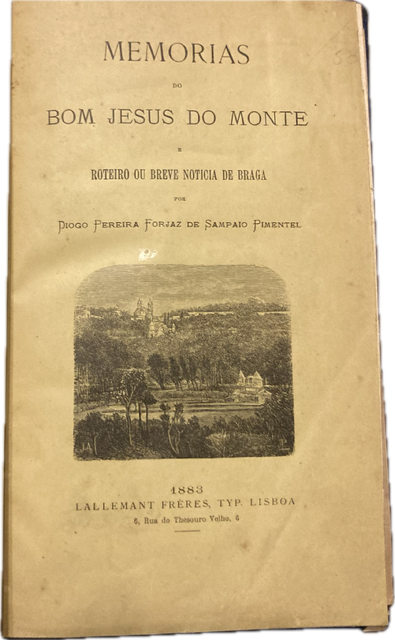 MEMORIAS
DO
BOM JESUS DO MONTE
E
ROTEIRO OU BREVE NOTICIA DE BRAGA
POR
DIOGO PEREIRA FORJAZ DE SAMPAIO PIMENTEL
1883
LALLEMANT FRÈRES, TYP. LISBOA
6, Rua do Thesouro Velho, 6